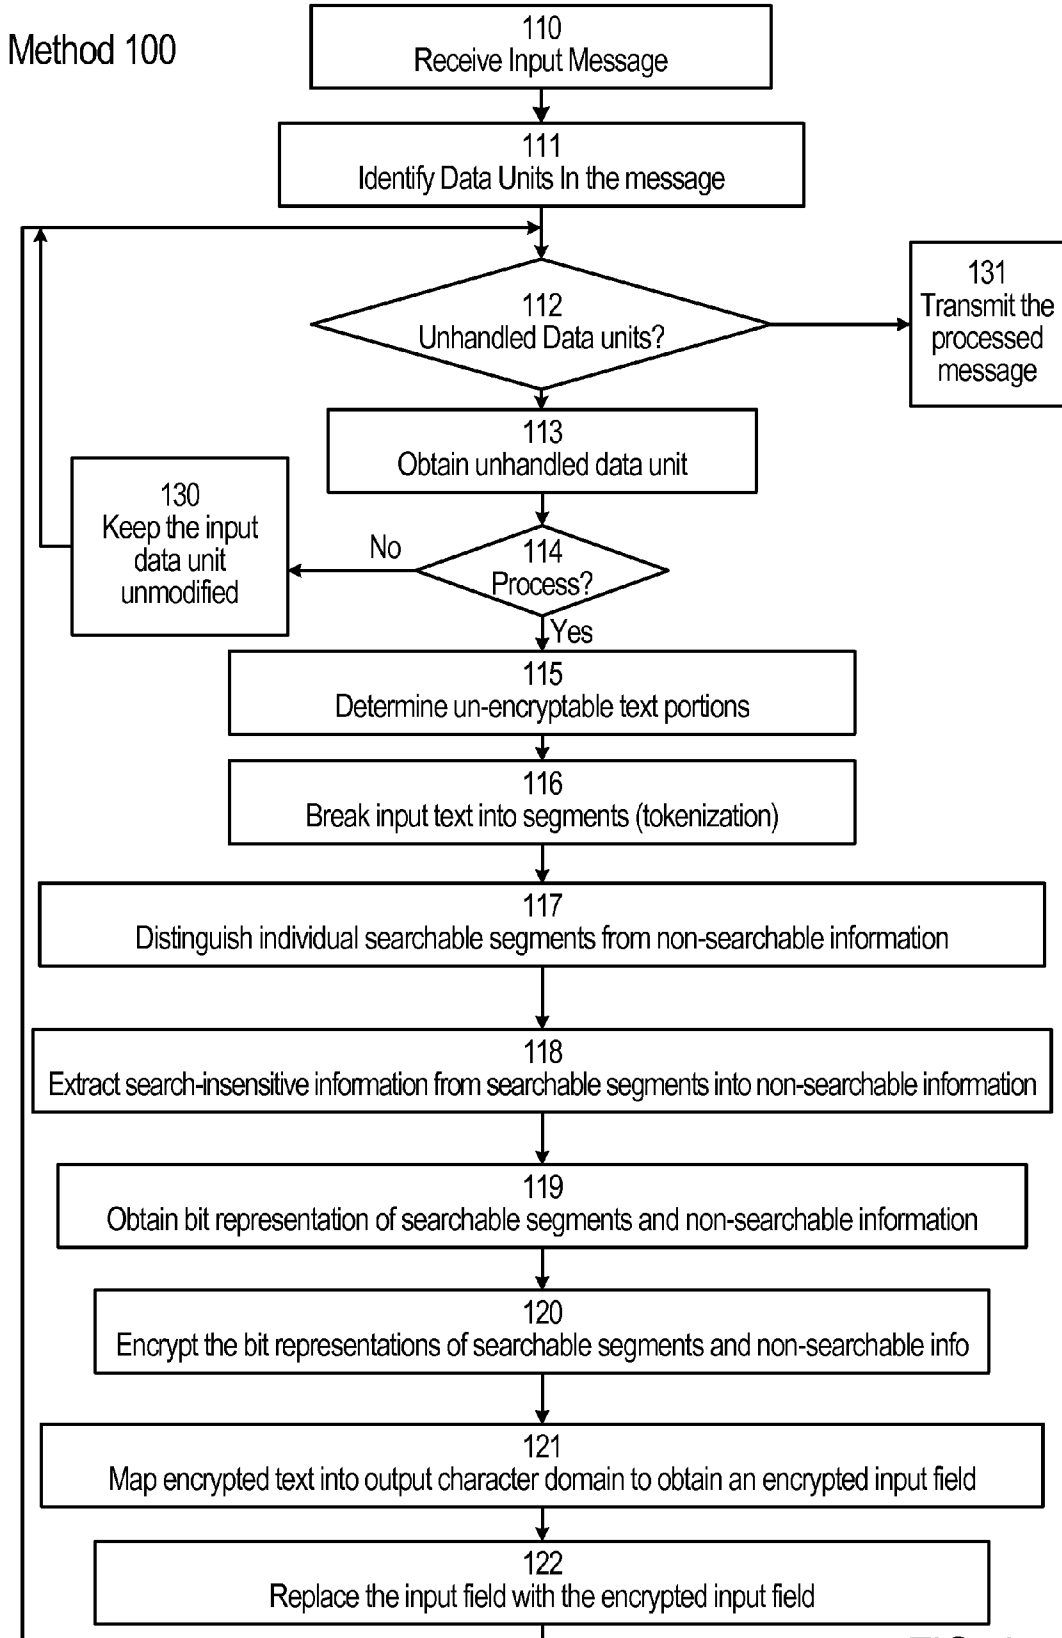 Method 100
110
Receive Input Message
111
Identify Data Units In the message
112
Unhandled Data units?
131
Transmit the
processed
message
113
Obtain unhandled data unit
130
Keep the input
data unit
unmodified
No
114
Process?
Yes
115
Determine un-encryptable text portions
116
Break input text into segments (tokenization)
117
Distinguish individual searchable segments from non-searchable information
118
Extract search-insensitive information from searchable segments into non-searchable information
119
Obtain bit representation of searchable segments and non-searchable information
120
Encrypt the bit representations of searchable segments and non-searchable info
121
Map encrypted text into output character domain to obtain an encrypted input field
122
Replace the input field with the encrypted input field